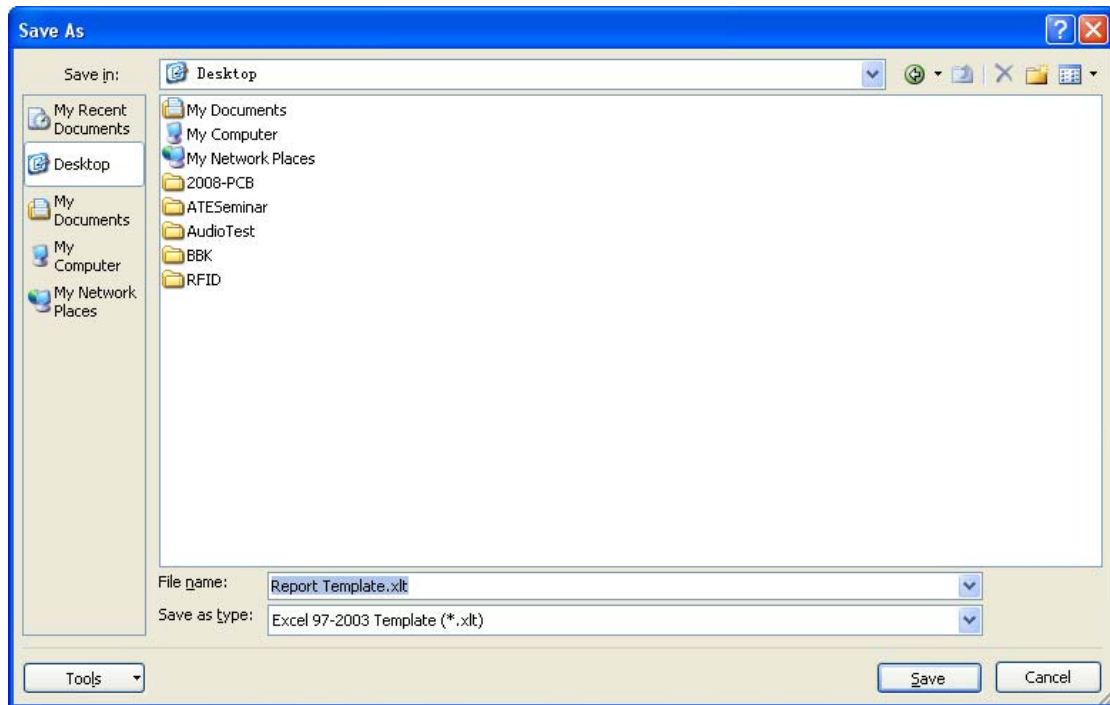 Save As
Save in:
Desktop
My Recent
Documents
Desktop
My
Documents
My
Computer
My Network
Places
My Documents
My Computer
My Network Places
2008-PCB
ATESeminar
AudioTest
BBK
RFID
File name:
Report Template.xlt
Save as type:
Excel 97-2003 Template (*.xlt)
Tools
Save
Cancel